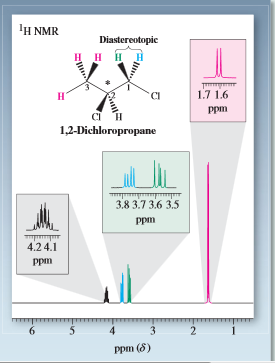 ¹H NMR
Diastereotopic
H H H H
H 3 * 2 1 Cl
Cl H
1,2-Dichloropropane
1.7 1.6
ppm
3.8 3.7 3.6 3.5
ppm
4.2 4.1
ppm
6 5 4 3 2 1
ppm (δ)